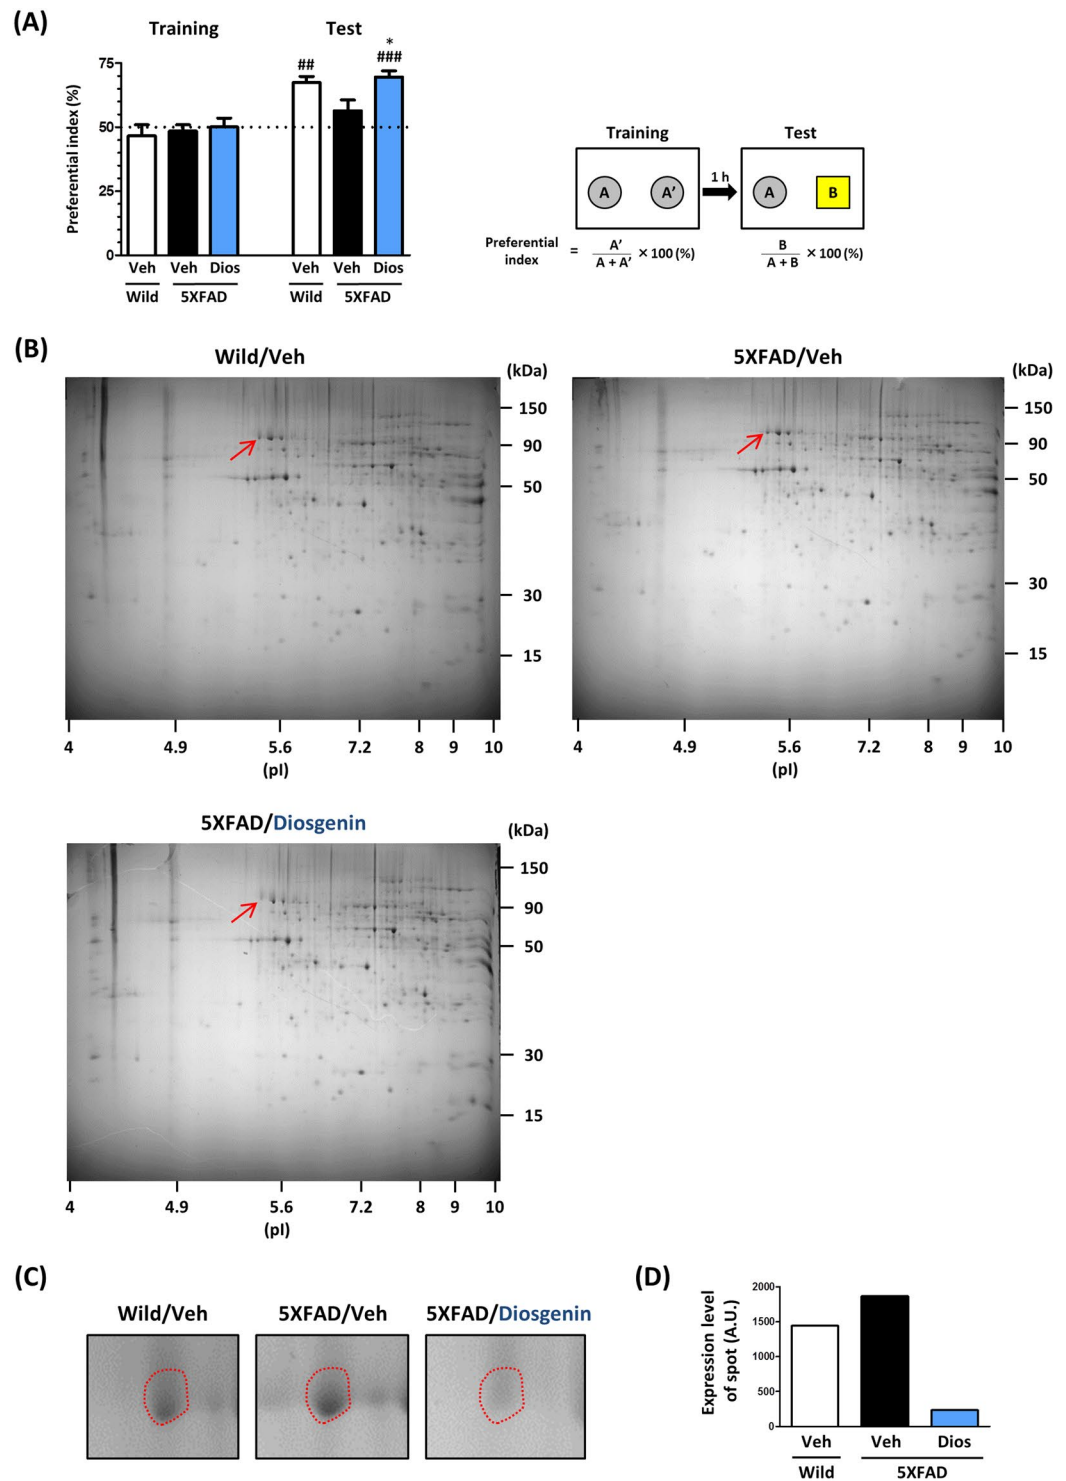 (A)
Training
Test
Preferential index (%)
75
50
25
0
##
*
###
Veh Veh Dios Veh Veh Dios
Wild 5XFAD Wild 5XFAD
Training
Test
A A' 1 h A B
Preferential index = A' / A + A' × 100 (%)
B / A + B × 100 (%)
(B)
Wild/Veh
(kDa)
150
90
50
30
15
4 4.9 5.6 7.2 8 9 10
(pI)
5XFAD/Veh
(kDa)
150
90
50
30
15
4 4.9 5.6 7.2 8 9 10
(pI)
5XFAD/Diosgenin
(kDa)
150
90
50
30
15
4 4.9 5.6 7.2 8 9 10
(pI)
(C)
Wild/Veh
5XFAD/Veh
5XFAD/Diosgenin
(D)
Expression level
of spot (A.U.)
2000
1500
1000
500
0
Veh Veh Dios
Wild 5XFAD